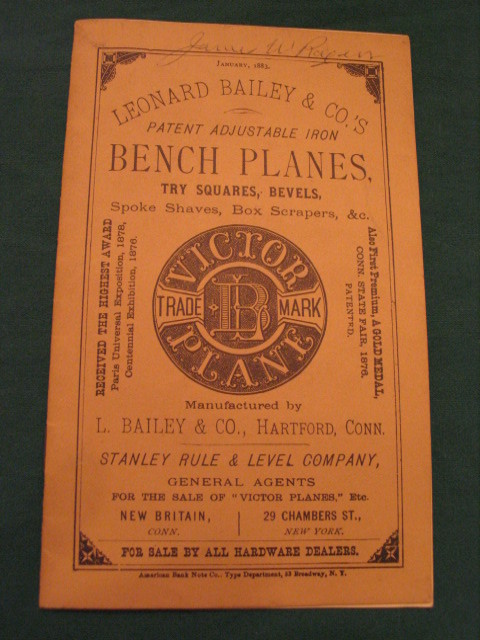 JANUARY, 1883.
LEONARD BAILEY & CO.'S
PATENT ADJUSTABLE IRON
BENCH PLANES,
TRY SQUARES, BEVELS,
Spoke Shaves, Box Scrapers, &c.
RECEIVED THE HIGHEST AWARD
Paris Universal Exposition, 1878,
Centennial Exhibition, 1876.
VICTOR
TRADE B MARK
PLANE
Also First Premium, A GOLD MEDAL,
CONN. STATE FAIR, 1878.
PATENTED.
Manufactured by
L. BAILEY & CO., HARTFORD, CONN.
STANLEY RULE & LEVEL COMPANY,
GENERAL AGENTS
FOR THE SALE OF "VICTOR PLANES," Etc.
NEW BRITAIN, | 29 CHAMBERS ST.,
CONN. | NEW YORK.
FOR SALE BY ALL HARDWARE DEALERS.
American Bank Note Co., Type Department, 53 Broadway, N. Y.